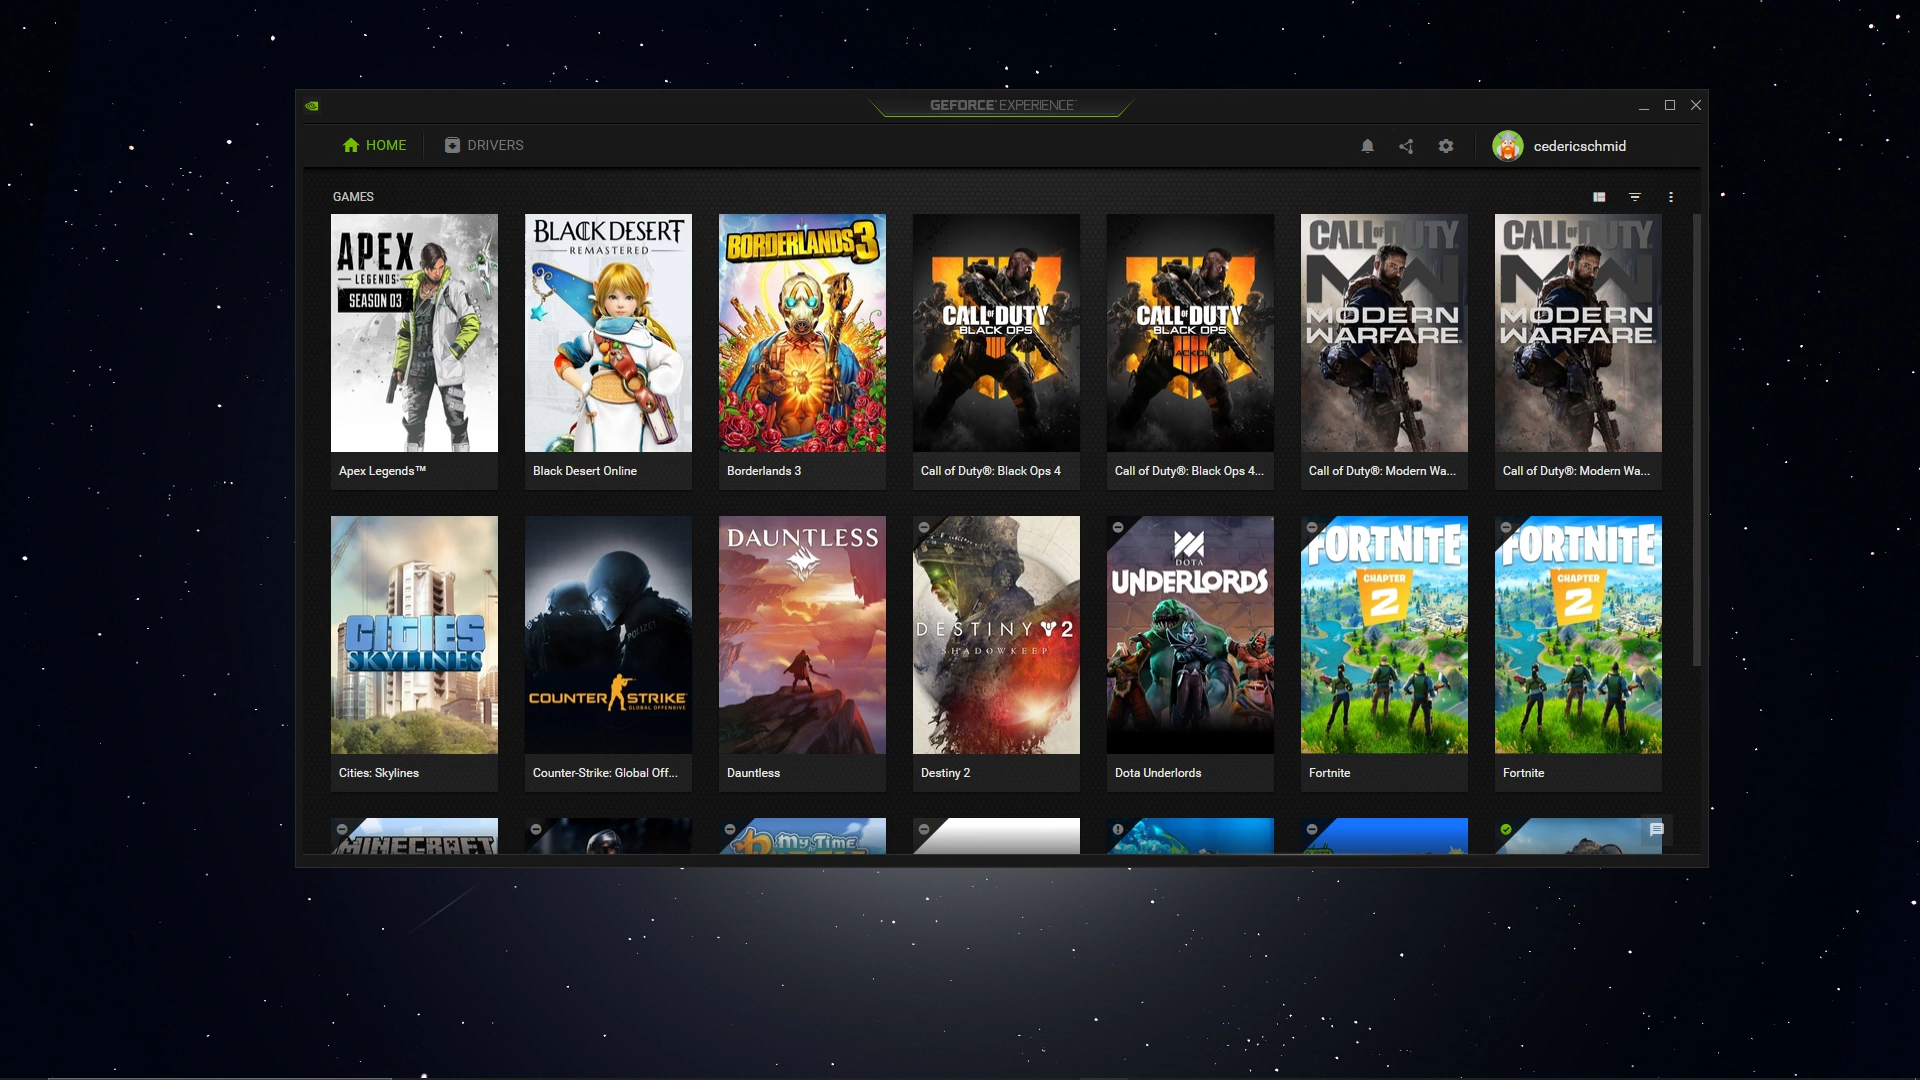 GEFORCE® EXPERIENCE™
HOME
DRIVERS
cedericschmid
GAMES
APEX
LEGENDS
SEASON 03
BLACK DESERT
REMASTERED
BORDERLANDS 3
CALL OF DUTY
BLACK OPS
CALL OF DUTY
BLACK OPS
BLACKOUT
CALL OF DUTY
MW
MODERN
WARFARE
CALL OF DUTY
MW
MODERN
WARFARE
Apex Legends™
Black Desert Online
Borderlands 3
Call of Duty®: Black Ops 4
Call of Duty®: Black Ops 4...
Call of Duty®: Modern Wa...
Call of Duty®: Modern Wa...
CITIES
SKYLINES
POLIZEI
COUNTER STRIKE
GLOBAL OFFENSIVE
DAUNTLESS
DESTINY 2
SHADOWKEEP
DOTA
UNDERLORDS
FORTNITE
CHAPTER
2
FORTNITE
CHAPTER
2
Cities: Skylines
Counter-Strike: Global Off...
Dauntless
Destiny 2
Dota Underlords
Fortnite
Fortnite
MINECRAFT
My Time